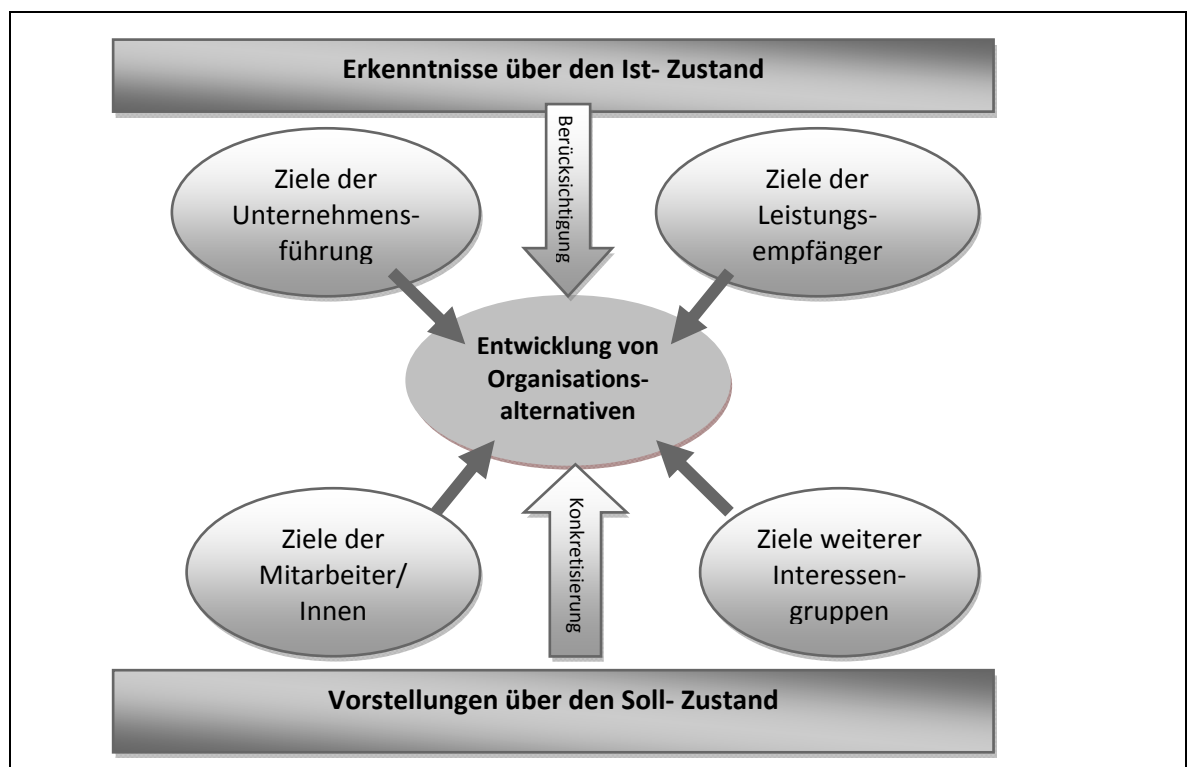 Erkenntnisse über den Ist- Zustand
Berücksichtigung
Ziele der
Unternehmens-
führung
Ziele der
Leistungs-
empfänger
Entwicklung von
Organisations-
alternativen
Ziele der
Mitarbeiter/
Innen
Konkretisierung
Ziele weiterer
Interessen-
gruppen
Vorstellungen über den Soll- Zustand